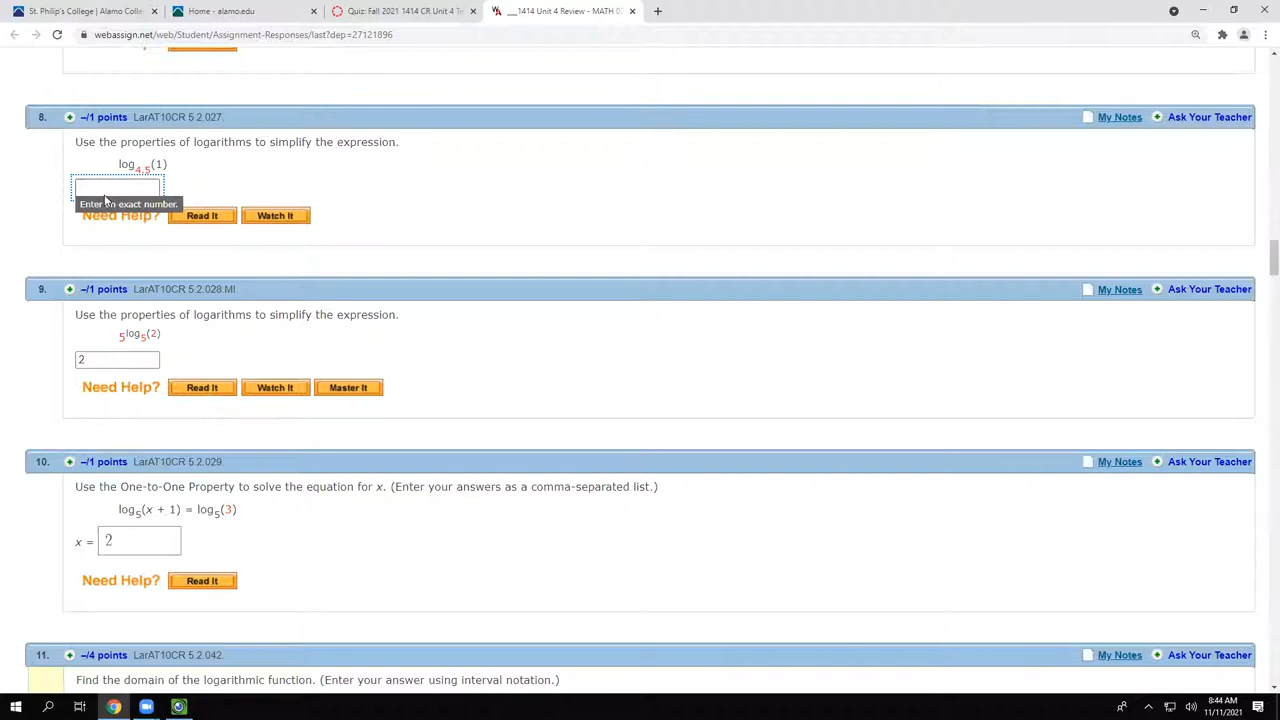 St. Philip's College | Alamo Coll
Home - alamo.edu
Quiz: Fall 2021 1414 CR Unit 4 Te
__1414 Unit 4 Review - MATH 0
webassign.net/web/Student/Assignment-Responses/last?dep=27121896
8. –/1 points LarAT10CR 5.2.027. My Notes Ask Your Teacher
Use the properties of logarithms to simplify the expression.
log4.5(1)
Enter an exact number.
Need Help? Read It Watch It
9. –/1 points LarAT10CR 5.2.028.MI. My Notes Ask Your Teacher
Use the properties of logarithms to simplify the expression.
5log5(2)
2
Need Help? Read It Watch It Master It
10. –/1 points LarAT10CR 5.2.029. My Notes Ask Your Teacher
Use the One-to-One Property to solve the equation for x. (Enter your answers as a comma-separated list.)
log5(x + 1) = log5(3)
x = 2
Need Help? Read It
11. –/4 points LarAT10CR 5.2.042. My Notes Ask Your Teacher
Find the domain of the logarithmic function. (Enter your answer using interval notation.)
8:44 AM
11/11/2021